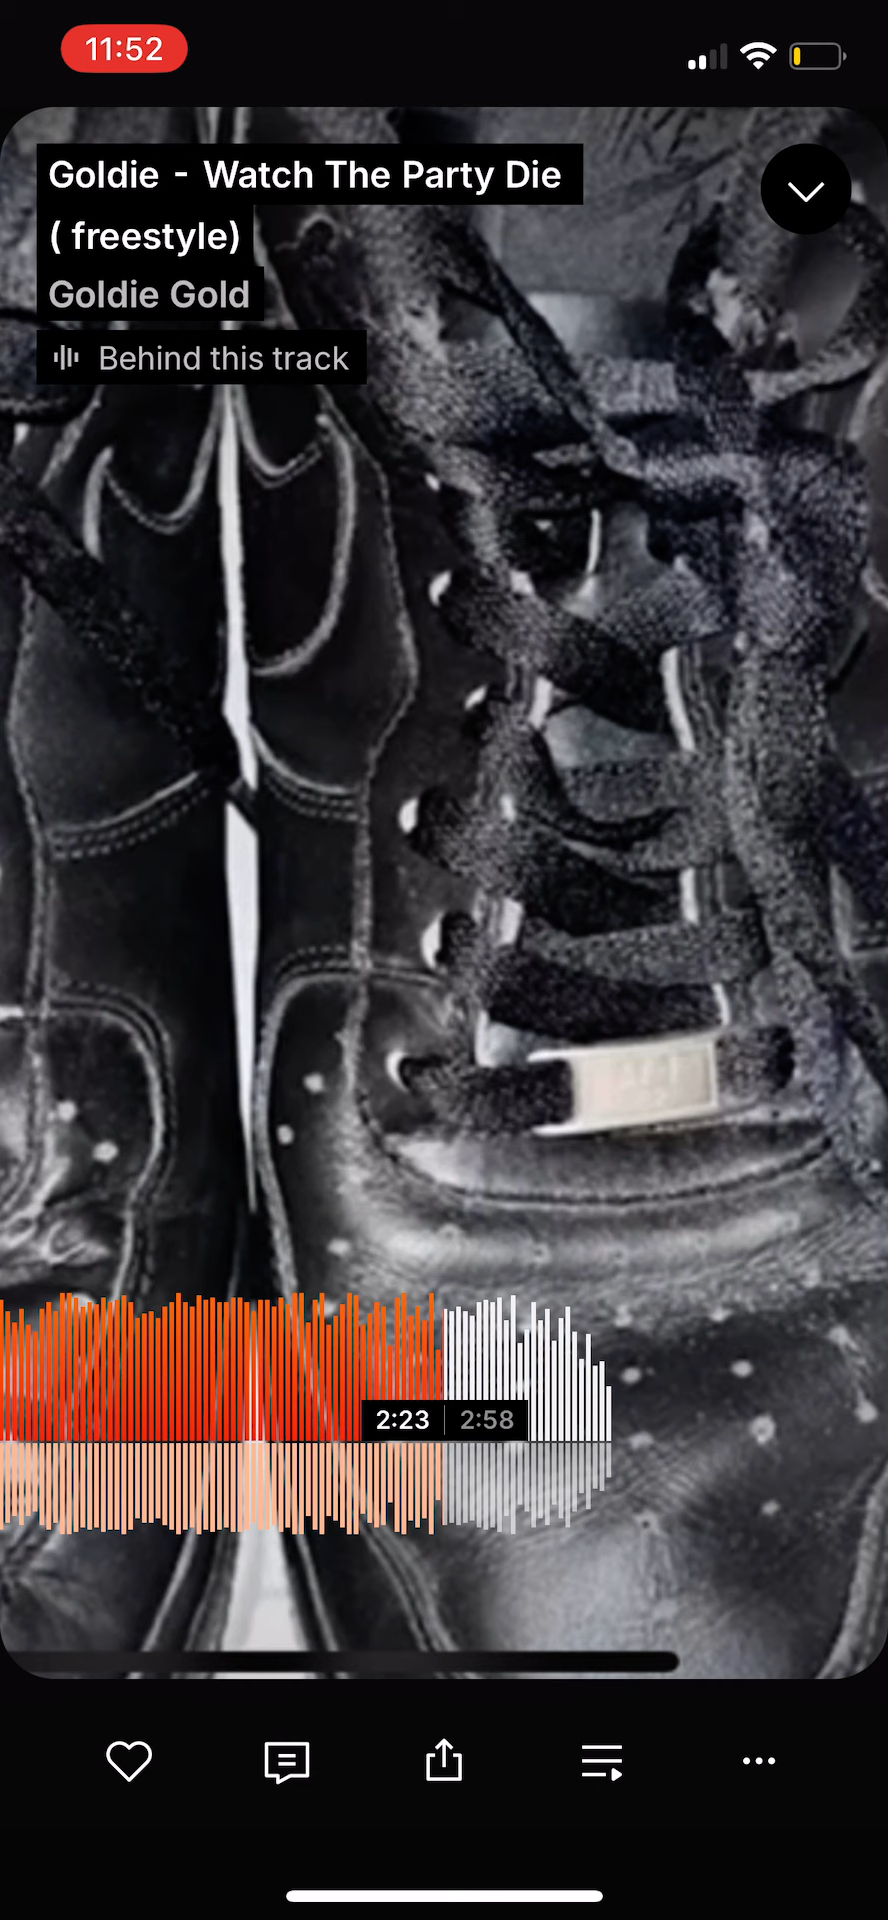 11:52
Goldie - Watch The Party Die
( freestyle)
Goldie Gold
Behind this track
2:23 2:58